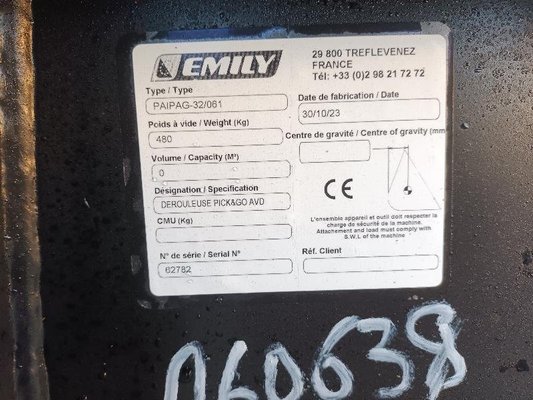 EMILY
29 800 TREFLEVENEZ
FRANCE
Tél: +33 (0)2 98 21 72 72
Type / Type
PAIPAG-32/061
Date de fabrication / Date
30/10/23
Poids à vide / Weight (Kg)
480
Centre de gravité / Centre of gravity (mm)
Volume / Capacity (M³)
0
Désignation / Specification
DEROULEUSE PICK&GO AVD
CE
CMU (Kg)
L'ensemble appareil et outil doit respecter la
charge de sécurité de la machine.
Attachement and load must comply with
S.W.L of the machine
N° de série / Serial N°
62782
Réf. Client
060638